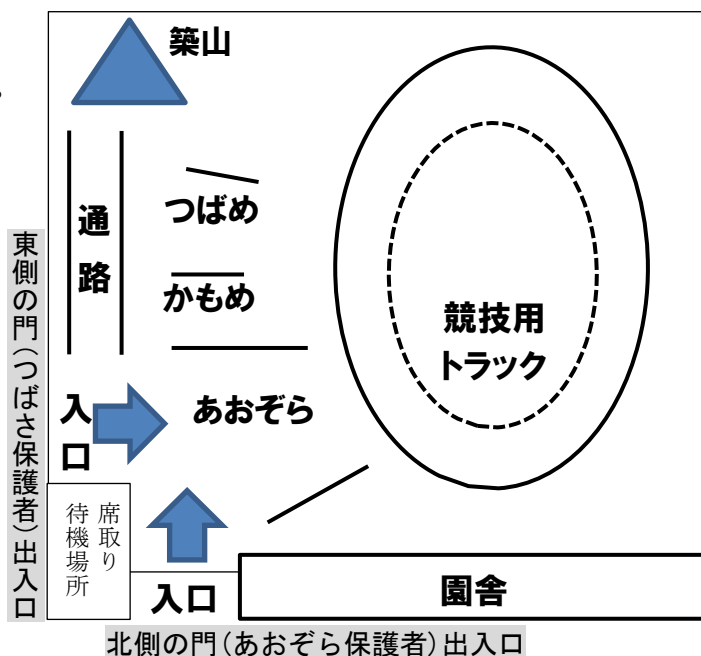 築山
通路
つばめ
かもめ
競技用
トラック
あおぞら
入口
東側の門(つばさ保護者)出入口
席取り
待機場所
入口
園舎
北側の門(あおぞら保護者)出入口